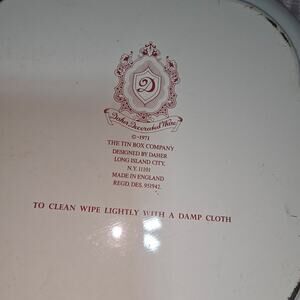 D
Daher Decorated Ware
©-1971
THE TIN BOX COMPANY
DESIGNED BY DAHER
LONG ISLAND CITY,
N.Y. 11101
MADE IN ENGLAND
REGD. DES. 951942.
TO CLEAN WIPE LIGHTLY WITH A DAMP CLOTH